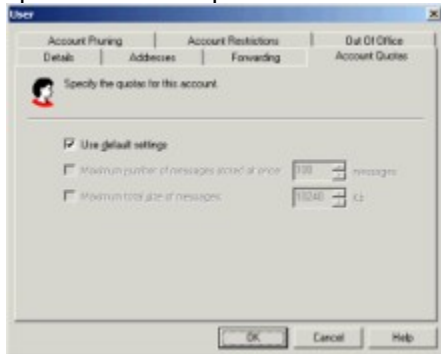 User
Account Pruning Account Restrictions Out Of Office
Details Addresses Forwarding Account Quotas
Specify the quotas for this account
Use default settings
Maximum number of messages stored at once messages
Maximum total size of messages 10240 Kb
OK Cancel Help